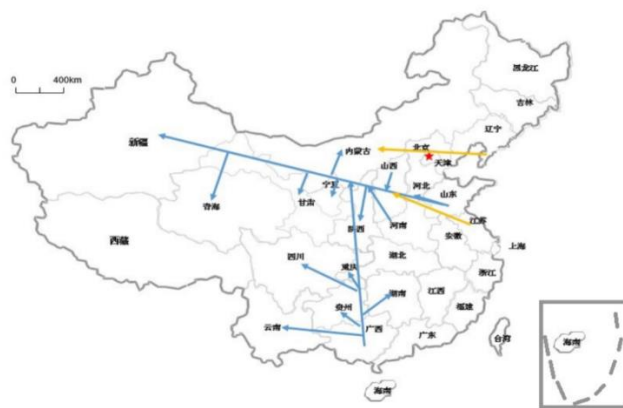 黑龙江
吉林
辽宁
0 400km
新疆
内蒙古
北京
天津
山西
河北
山东
宁夏
甘肃
青海
陕西
河南
江苏
安徽
上海
西藏
四川
重庆
湖北
浙江
贵州
湖南
江西
福建
云南
广西
广东
台湾
海南
海南